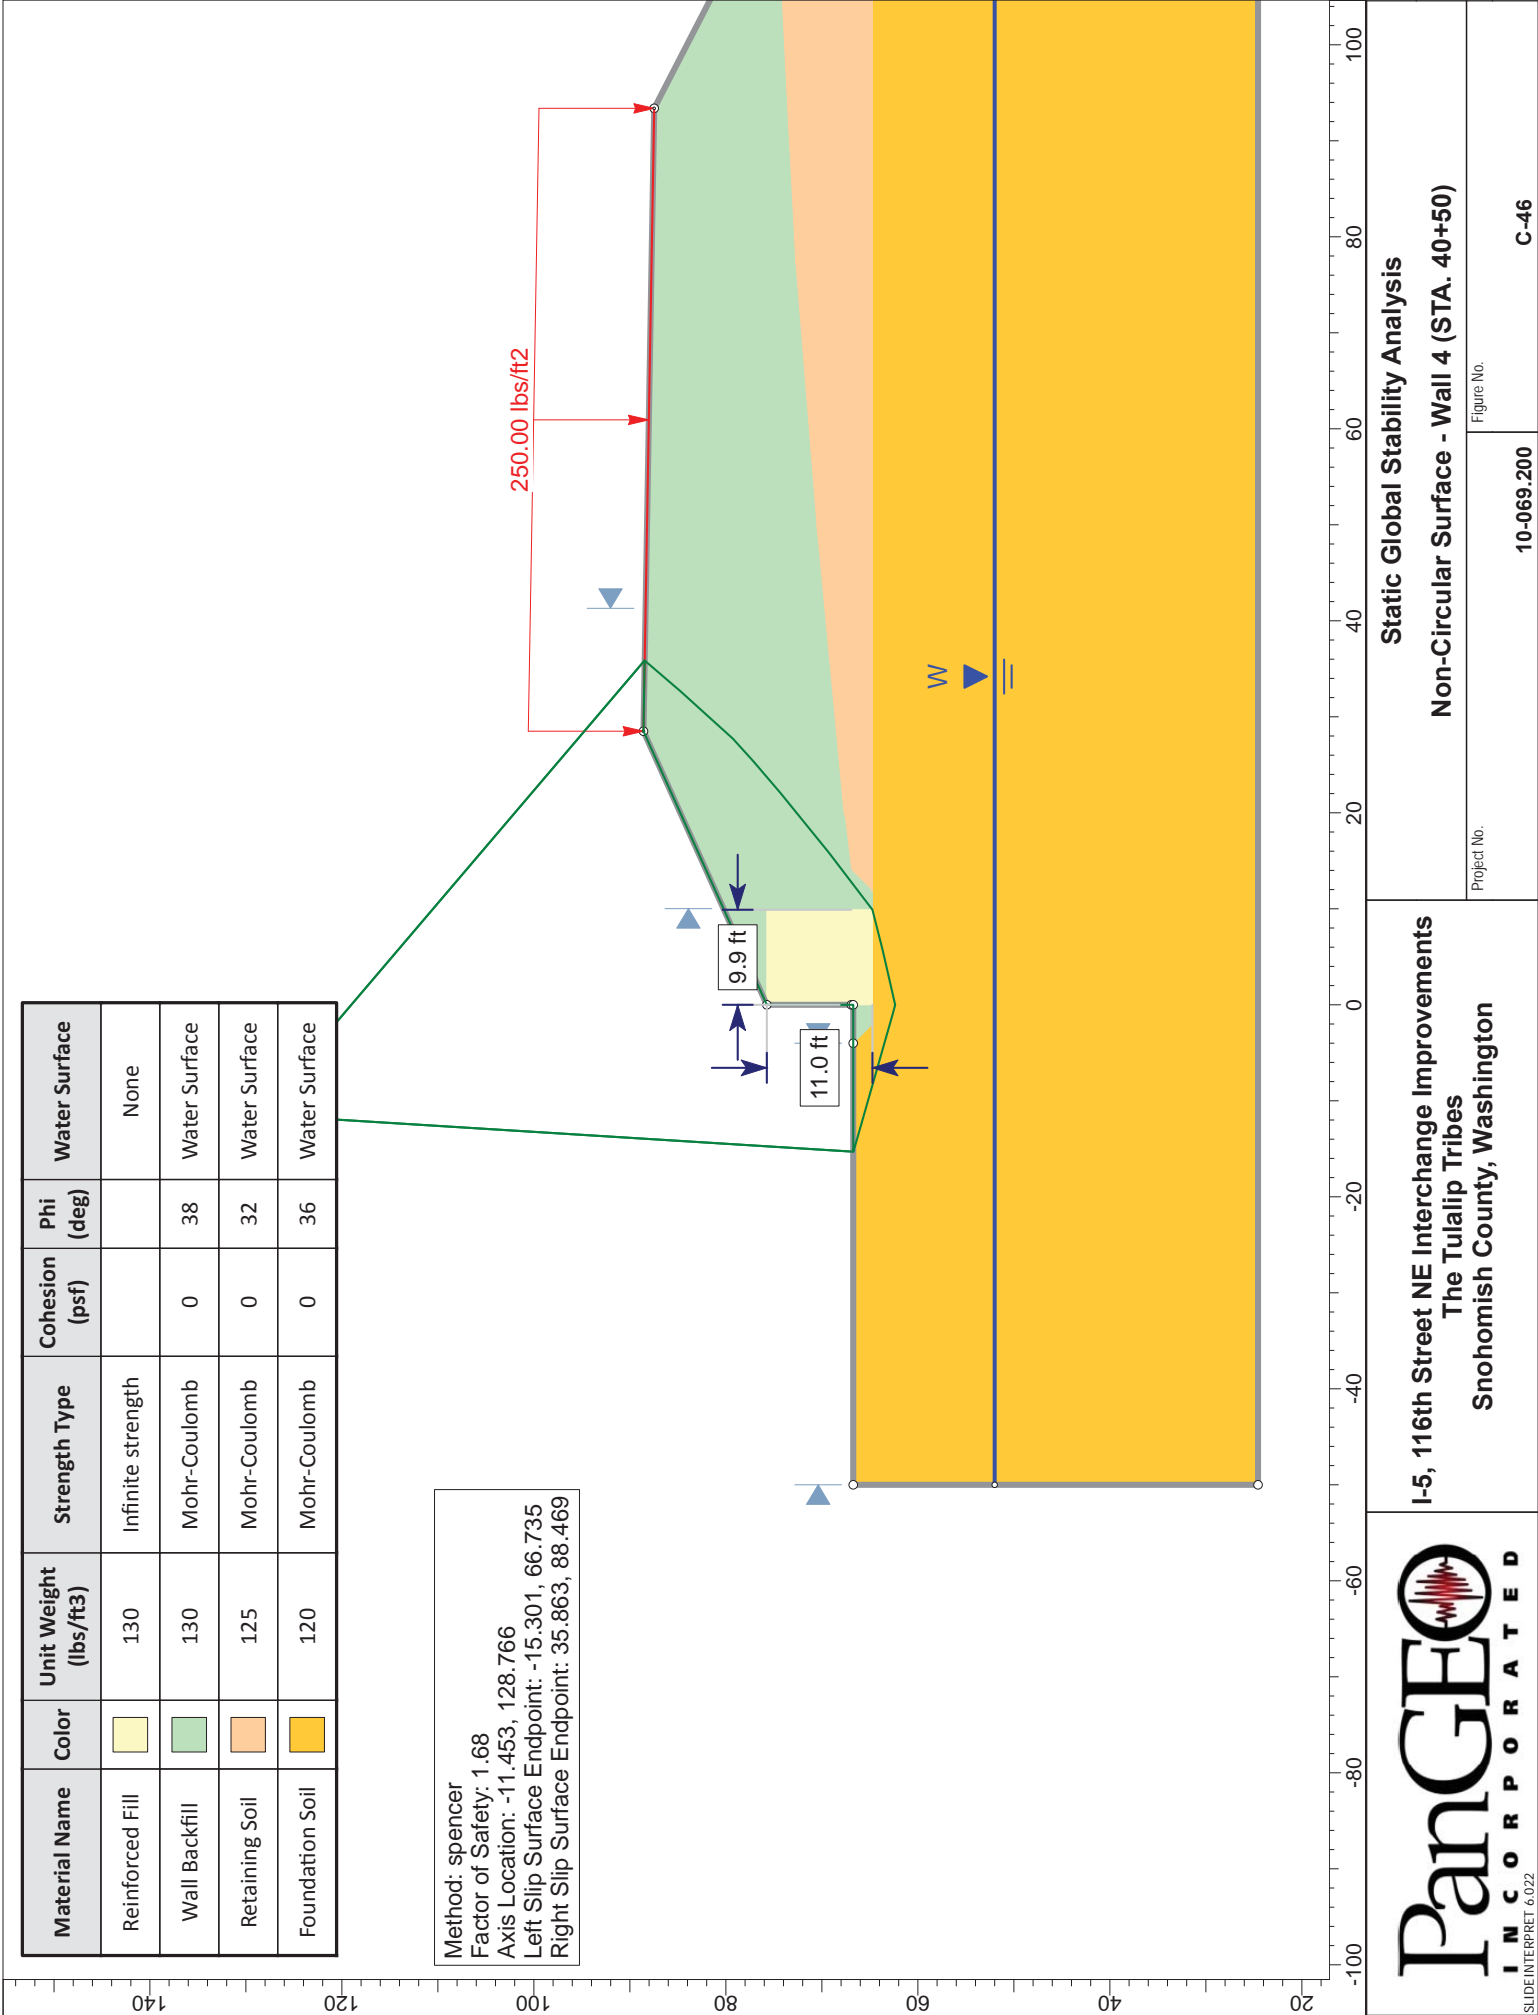 Material Name Color Unit Weight (lbs/ft3) Strength Type Cohesion (psf) Phi (deg) Water Surface
Reinforced Fill 130 Infinite strength None
Wall Backfill 130 Mohr-Coulomb 0 38 Water Surface
Retaining Soil 125 Mohr-Coulomb 0 32 Water Surface
Foundation Soil 120 Mohr-Coulomb 0 36 Water Surface
Method: spencer
Factor of Safety: 1.68
Axis Location: -11.453, 128.766
Left Slip Surface Endpoint: -15.301, 66.735
Right Slip Surface Endpoint: 35.863, 88.469
250.00 lbs/ft2
9.9 ft
11.0 ft
W
140
120
100
80
60
40
20
-100 -80 -60 -40 -20 0 20 40 60 80 100
PanGEO
INCORPORATED
SLIDEINTERPRET 6.022
I-5, 116th Street NE Interchange Improvements
The Tulalip Tribes
Snohomish County, Washington
Static Global Stability Analysis
Non-Circular Surface - Wall 4 (STA. 40+50)
Project No.
10-069.200
Figure No.
C-46